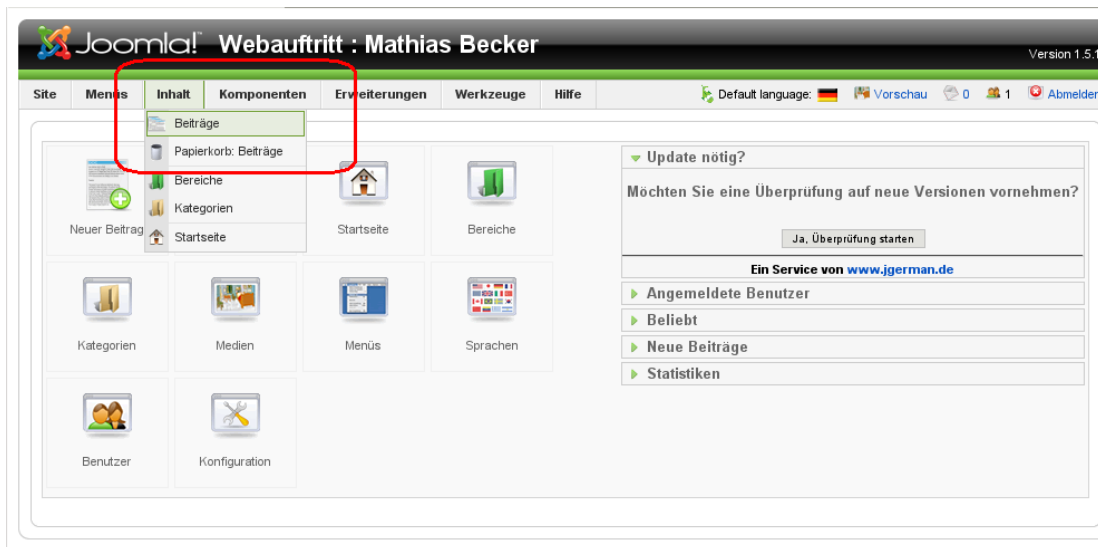 Joomla!™ Webauftritt : Mathias Becker
Version 1.5.1
Site Menüs Inhalt Komponenten Erweiterungen Werkzeuge Hilfe Default language: Vorschau 0 1 Abmelden
Beiträge
Papierkorb: Beiträge
Bereiche
Kategorien
Startseite
Neuer Beitrag
Startseite
Bereiche
Kategorien
Medien
Menüs
Sprachen
Benutzer
Konfiguration
Update nötig?
Möchten Sie eine Überprüfung auf neue Versionen vornehmen?
Ja, Überprüfung starten
Ein Service von www.jgerman.de
Angemeldete Benutzer
Beliebt
Neue Beiträge
Statistiken